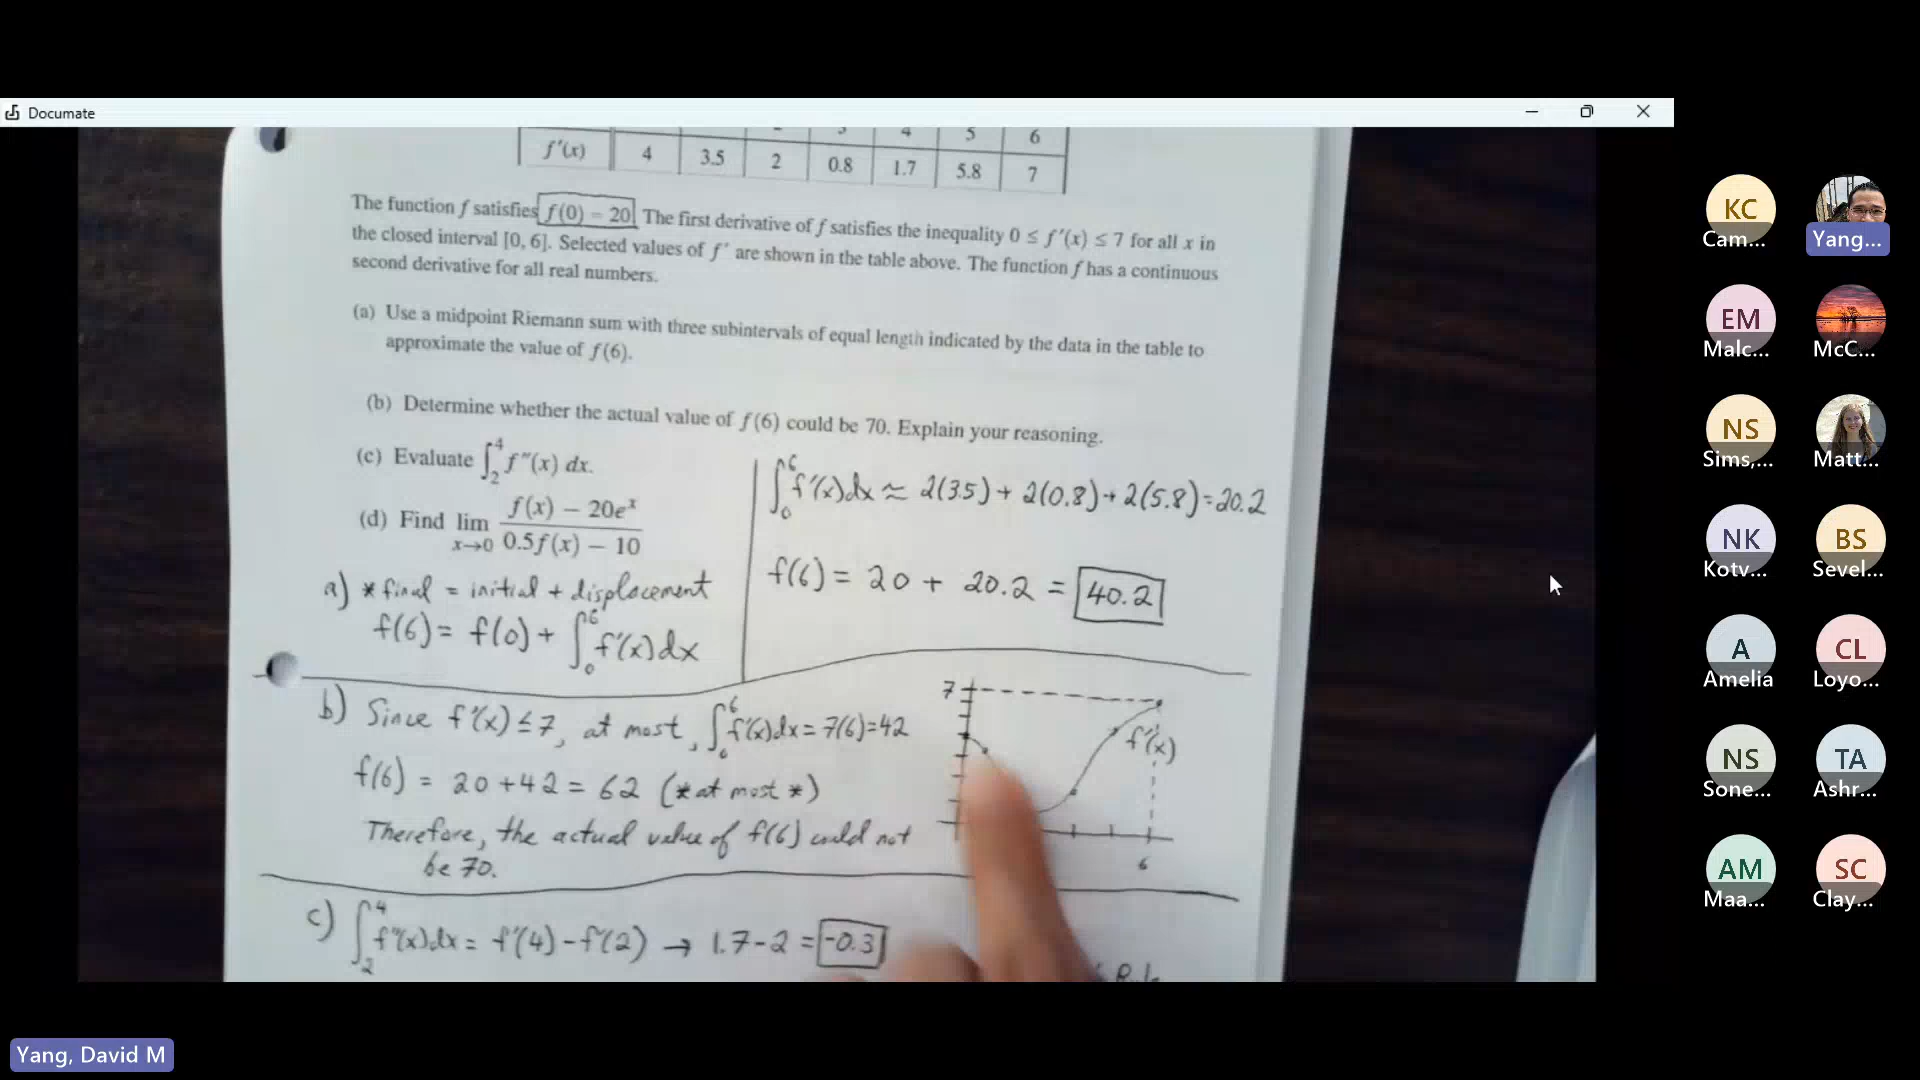 Documate
3 4 5 6
f'(x) 4 3.5 2 0.8 1.7 5.8 7
The function f satisfies f(0) = 20. The first derivative of f satisfies the inequality 0 ≤ f'(x) ≤ 7 for all x in
the closed interval [0, 6]. Selected values of f' are shown in the table above. The function f has a continuous
second derivative for all real numbers.
(a) Use a midpoint Riemann sum with three subintervals of equal length indicated by the data in the table to
approximate the value of f(6).
(b) Determine whether the actual value of f(6) could be 70. Explain your reasoning.
(c) Evaluate ∫₂⁴ f''(x) dx.
(d) Find lim x→0 (f(x) − 20eˣ)/(0.5f(x) − 10)
a) * final = initial + displacement
f(6) = f(0) + ∫₀⁶ f'(x)dx
∫₀⁶ f'(x)dx ≈ 2(3.5) + 2(0.8) + 2(5.8) = 20.2
f(6) = 20 + 20.2 = 40.2
b) Since f'(x) ≤ 7, at most, ∫₀⁶ f'(x)dx = 7(6) = 42
f(6) = 20 + 42 = 62 (* at most *)
Therefore, the actual value of f(6) could not
be 70.
7
f'(x)
6
c) ∫₂⁴ f''(x)dx = f'(4) − f'(2) → 1.7 − 2 = -0.3
KC
Cam...
Yang...
EM
Malc...
McC...
NS
Sims,...
Matt...
NK
Kotv...
BS
Sevel...
A
Amelia
CL
Loyo...
NS
Sone...
TA
Ashr...
AM
Maa...
SC
Clay...
Yang, David M